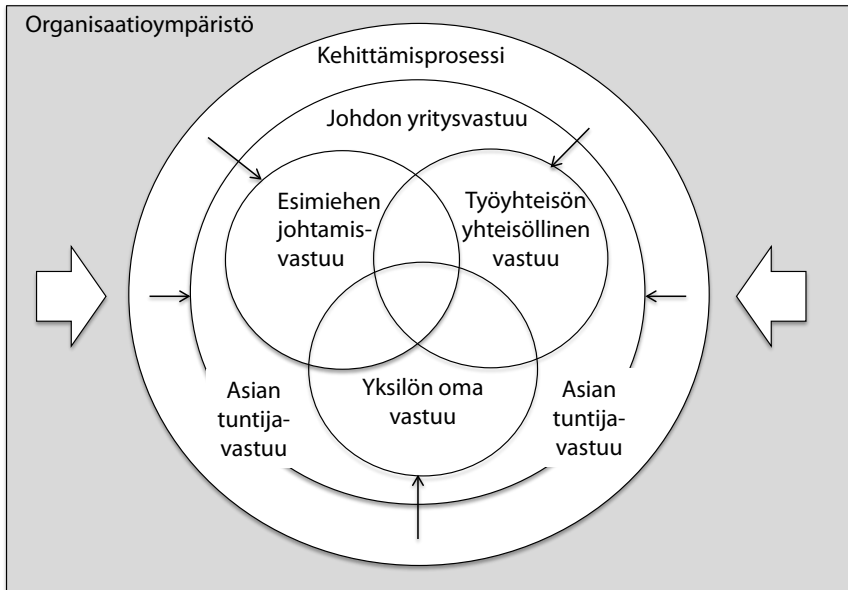 Organisaatioympäristö
Kehittämisprosessi
Johdon yritysvastuu
Esimiehen
johtamis-
vastuu
Työyhteisön
yhteisöllinen
vastuu
Asian
tuntija-
vastuu
Yksilön oma
vastuu
Asian
tuntija-
vastuu